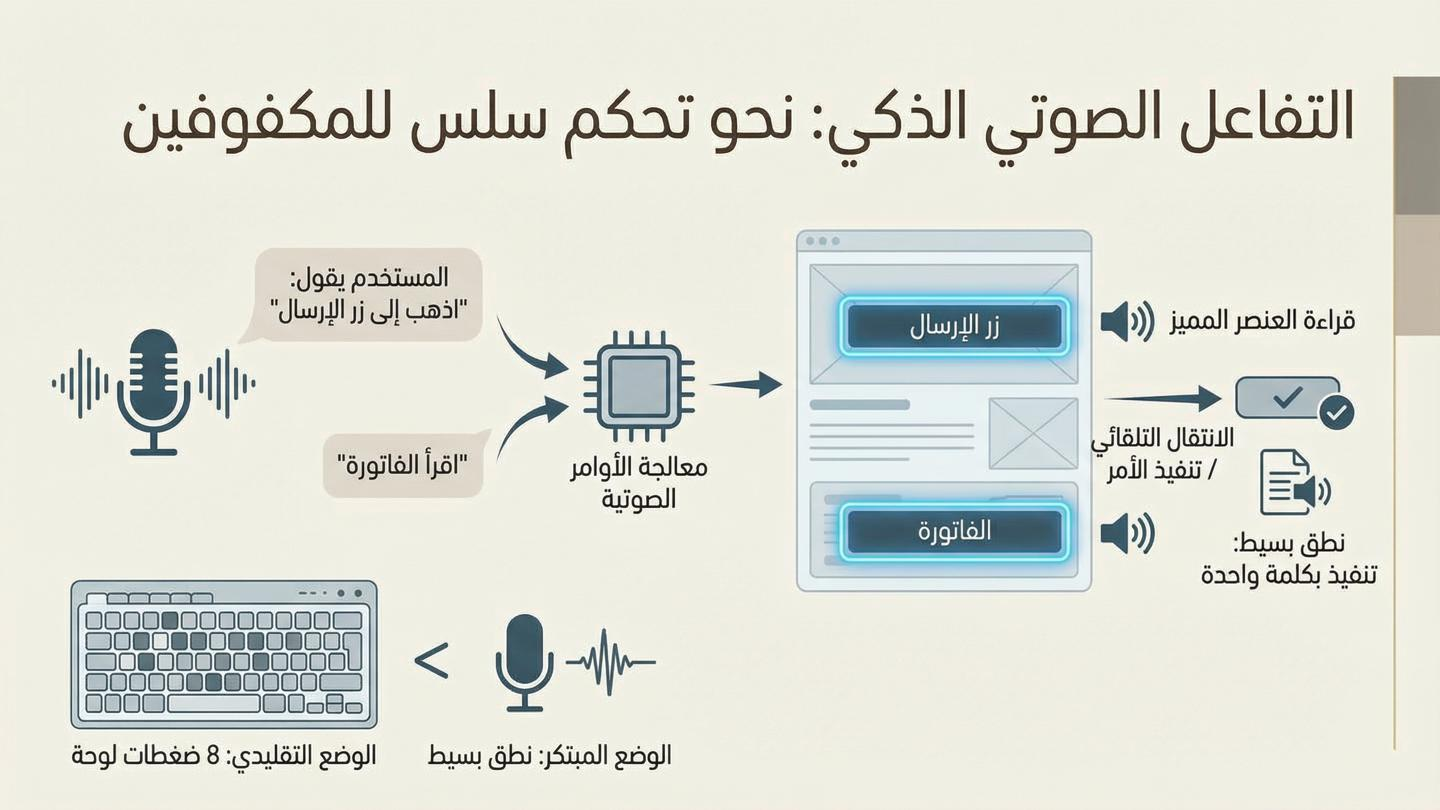 التفاعل الصوتي الذكي: نحو تحكم سلس للمكفوفين
المستخدم يقول:
"اذهب إلى زر الإرسال"
"اقرأ الفاتورة"
معالجة الأوامر
الصوتية
زر الإرسال
الفاتورة
قراءة العنصر المميز
الانتقال التلقائي
/ تنفيذ الأمر
نطق بسيط:
تنفيذ بكلمة واحدة
<
الوضع المبتكر: نطق بسيط
الوضع التقليدي: 8 ضغطات لوحة